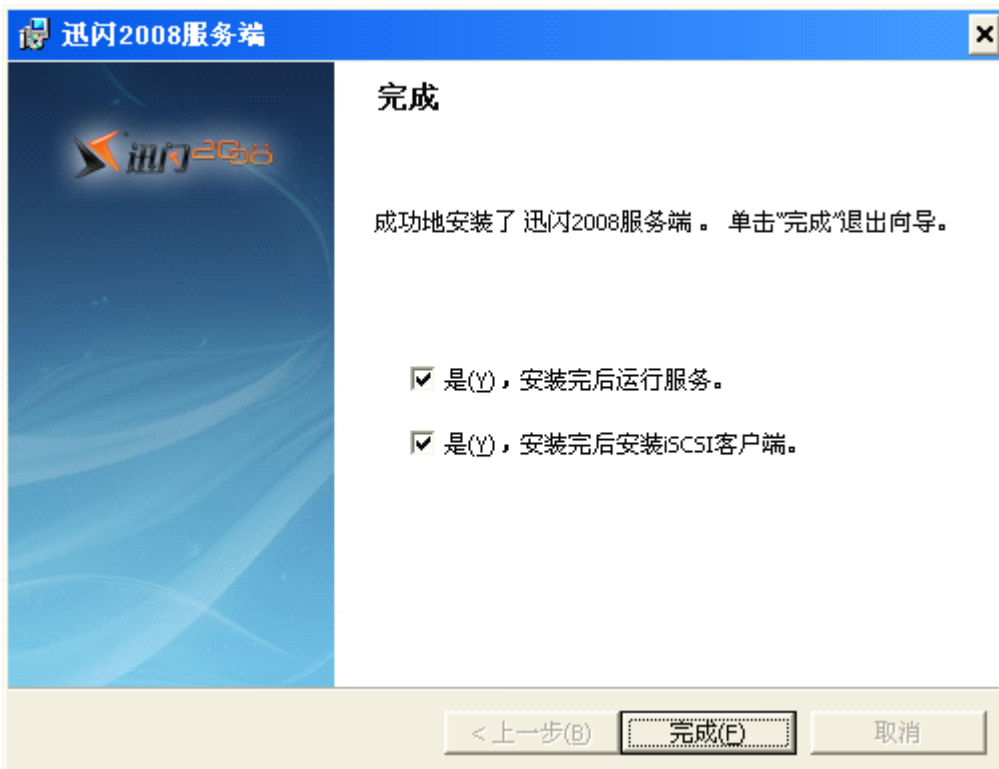 迅闪2008服务端
迅闪2008
完成
成功地安装了 迅闪2008服务端 。 单击"完成"退出向导。
是(Y)，安装完后运行服务。
是(Y)，安装完后安装iSCSI客户端。
< 上一步(B)
完成(F)
取消